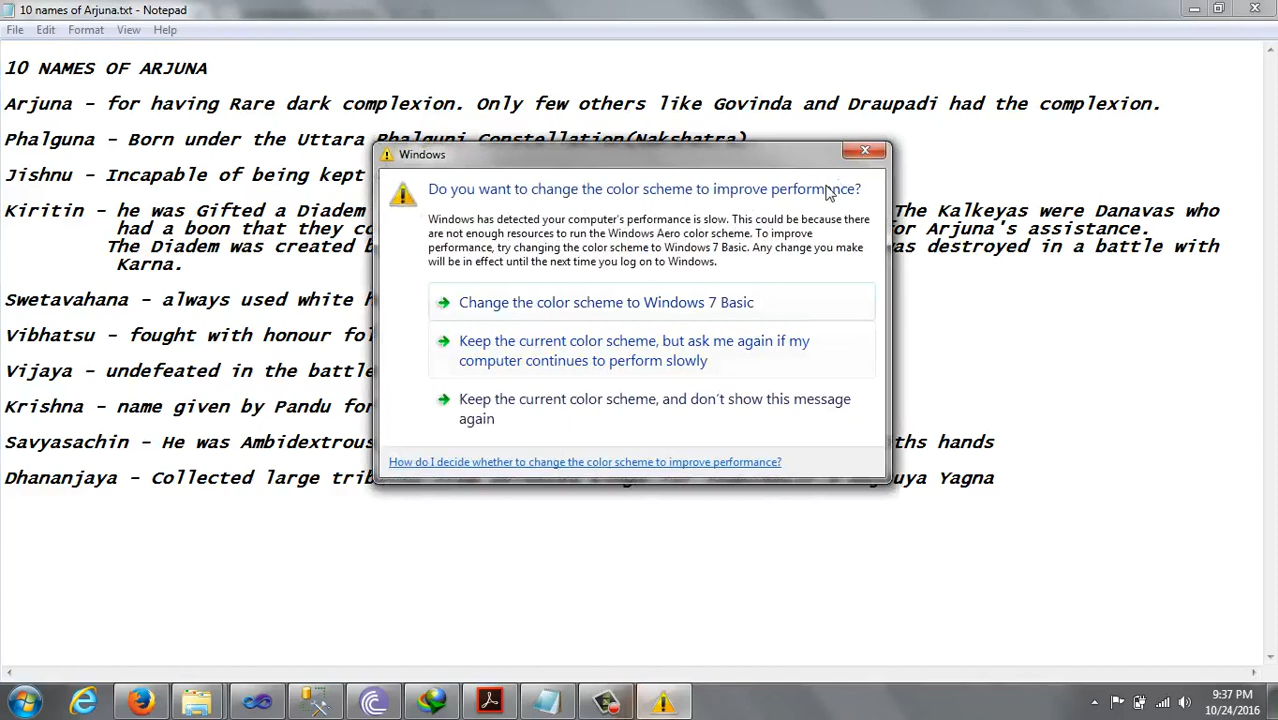 10 names of Arjuna.txt - Notepad
File Edit Format View Help
10 NAMES OF ARJUNA
Arjuna - for having Rare dark complexion. Only few others like Govinda and Draupadi had the complexion.
Phalguna - Born under the Uttara Phalguni Constellation(Nakshatra)
Jishnu - Incapable of being kept
Kiritin - he was Gifted a Diadem The Kalkeyas were Danavas who
had a boon that they for Arjuna's assistance.
The Diadem was created was destroyed in a battle with
Karna.
Swetavahana - always used white
Vibhatsu - fought with honour
Vijaya - undefeated in the
Krishna - name given by Pandu for
Savyasachin - He was Ambidextrous hands
Dhananjaya - Collected large Yagna
Windows
Do you want to change the color scheme to improve performance?
Windows has detected your computer's performance is slow. This could be because there
are not enough resources to run the Windows Aero color scheme. To improve
performance, try changing the color scheme to Windows 7 Basic. Any change you make
will be in effect until the next time you log on to Windows.
Change the color scheme to Windows 7 Basic
Keep the current color scheme, but ask me again if my
computer continues to perform slowly
Keep the current color scheme, and don't show this message
again
How do I decide whether to change the color scheme to improve performance?
9:37 PM
10/24/2016